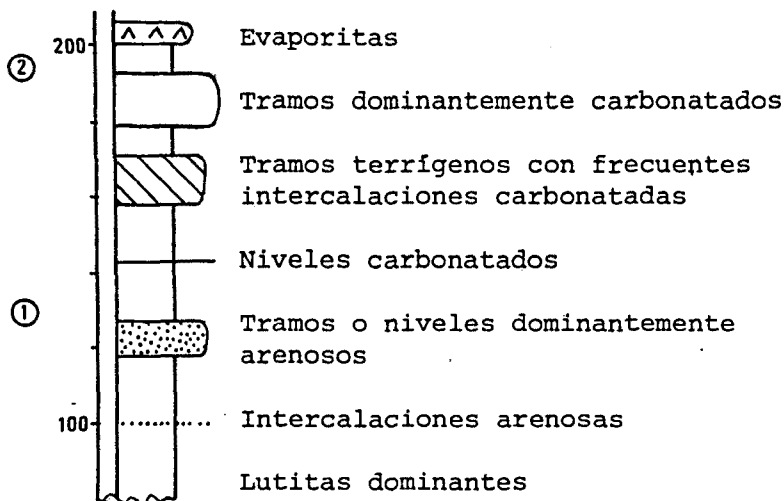 200
Evaporitas
②
Tramos dominantemente carbonatados
Tramos terrígenos con frecuentes
intercalaciones carbonatadas
Niveles carbonatados
①
Tramos o niveles dominantemente
arenosos
100
Intercalaciones arenosas
Lutitas dominantes